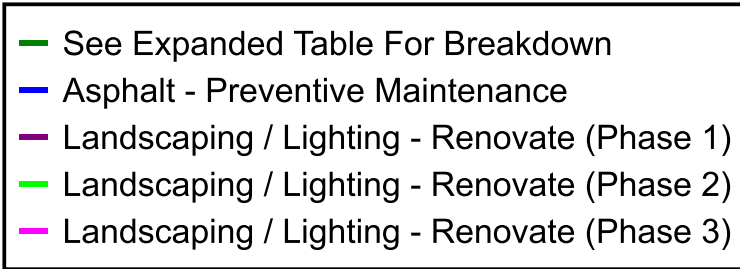 See Expanded Table For Breakdown
Asphalt - Preventive Maintenance
Landscaping / Lighting - Renovate (Phase 1)
Landscaping / Lighting - Renovate (Phase 2)
Landscaping / Lighting - Renovate (Phase 3)